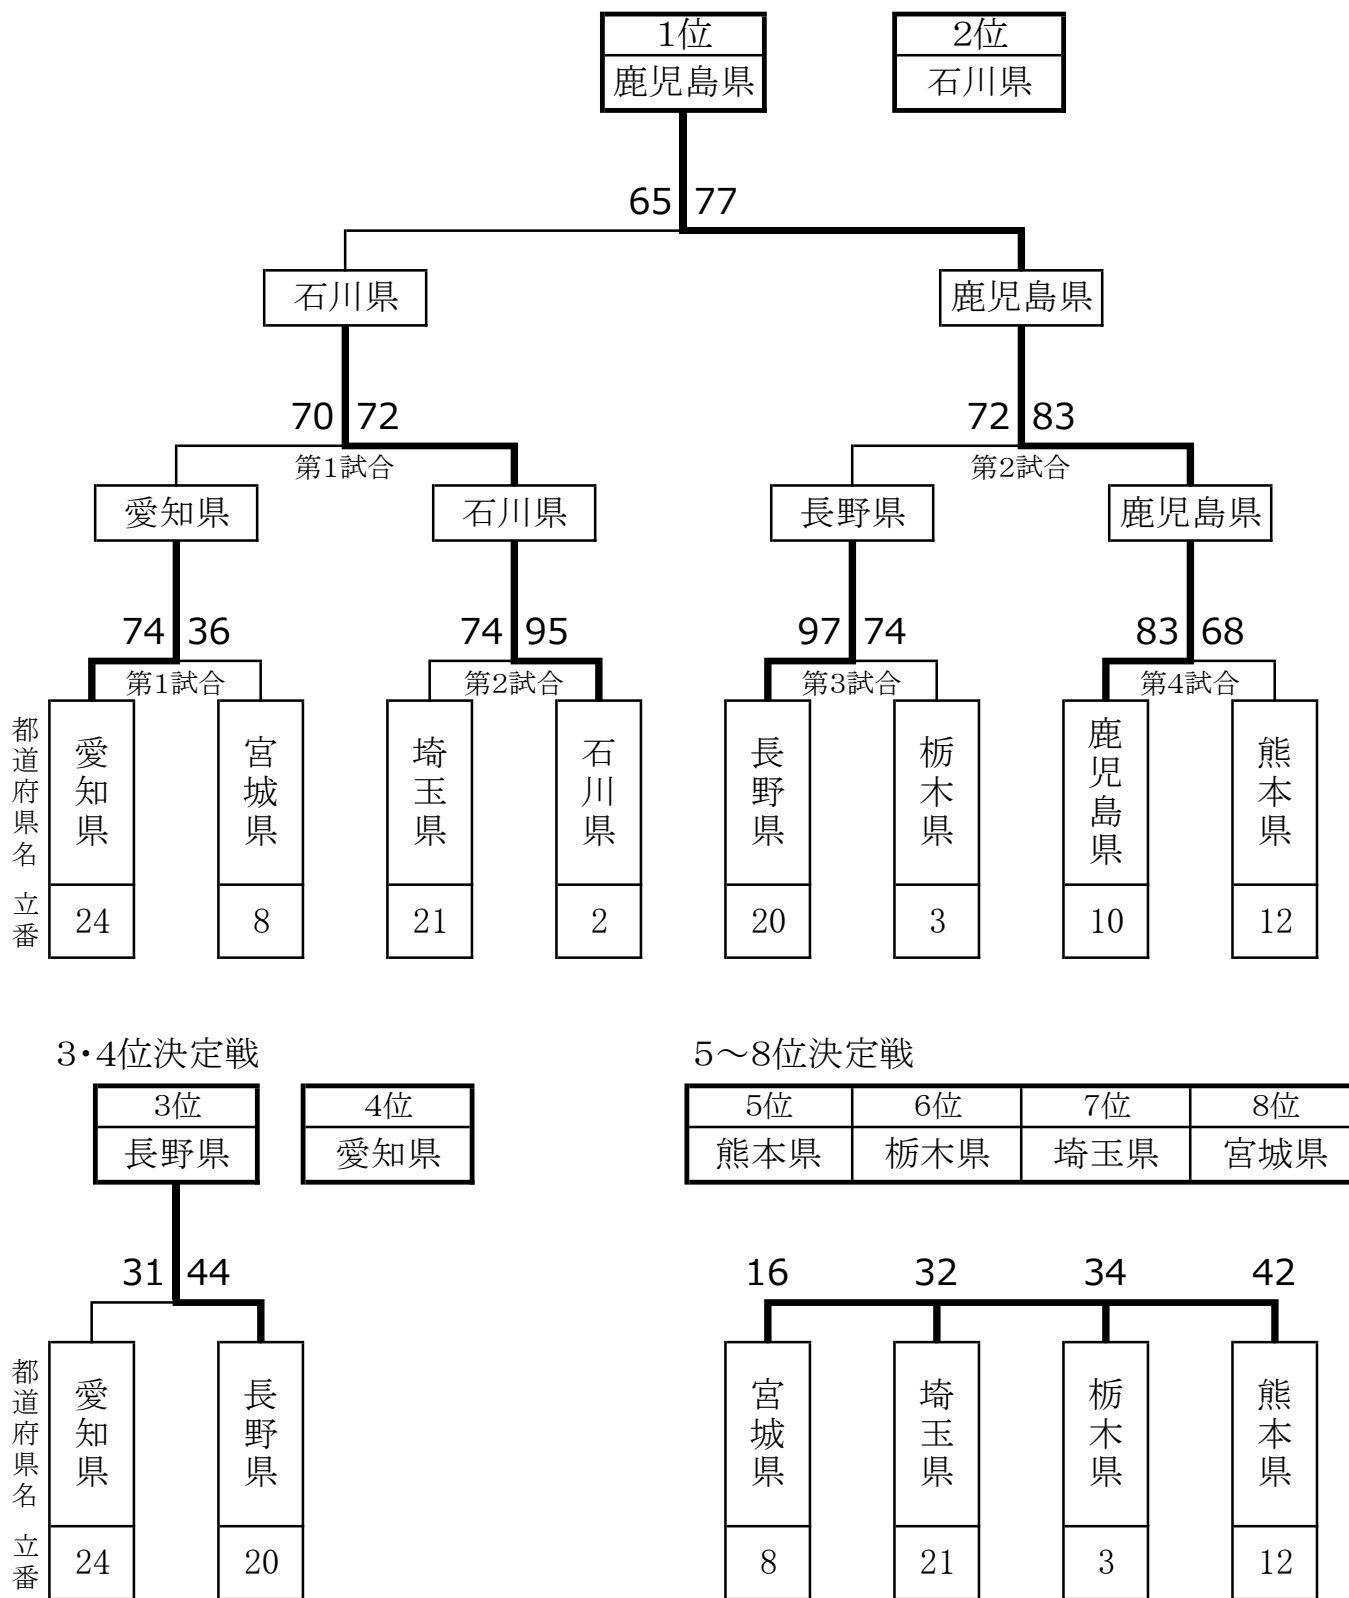 1位 2位
鹿児島県 石川県
65 77
石川県 鹿児島県
70 72 72 83
第1試合 第2試合
愛知県 石川県 長野県 鹿児島県
74 36 74 95 97 74 83 68
第1試合 第2試合 第3試合 第4試合
都道府県名 愛知県 宮城県 埼玉県 石川県 長野県 栃木県 鹿児島県 熊本県
立番 24 8 21 2 20 3 10 12
3・4位決定戦 5～8位決定戦
3位 4位 5位 6位 7位 8位
長野県 愛知県 熊本県 栃木県 埼玉県 宮城県
31 44 16 32 34 42
都道府県名 愛知県 長野県 宮城県 埼玉県 栃木県 熊本県
立番 24 20 8 21 3 12